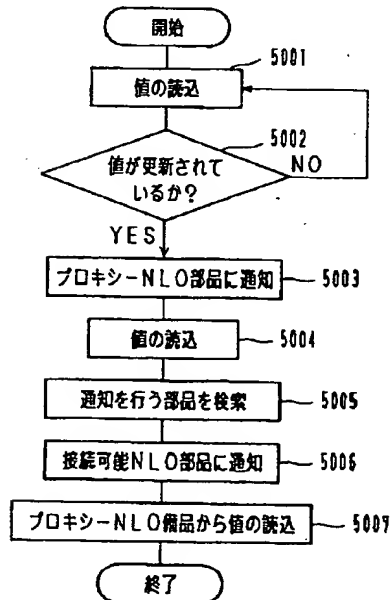 開始
5001
値の読込
5002
値が更新されて
いるか?
NO
YES
プロキシーNLO部品に通知
5003
値の読込
5004
通知を行う部品を検索
5005
接続可能NLO部品に通知
5006
プロキシーNLO備品から値の読込
5007
終了